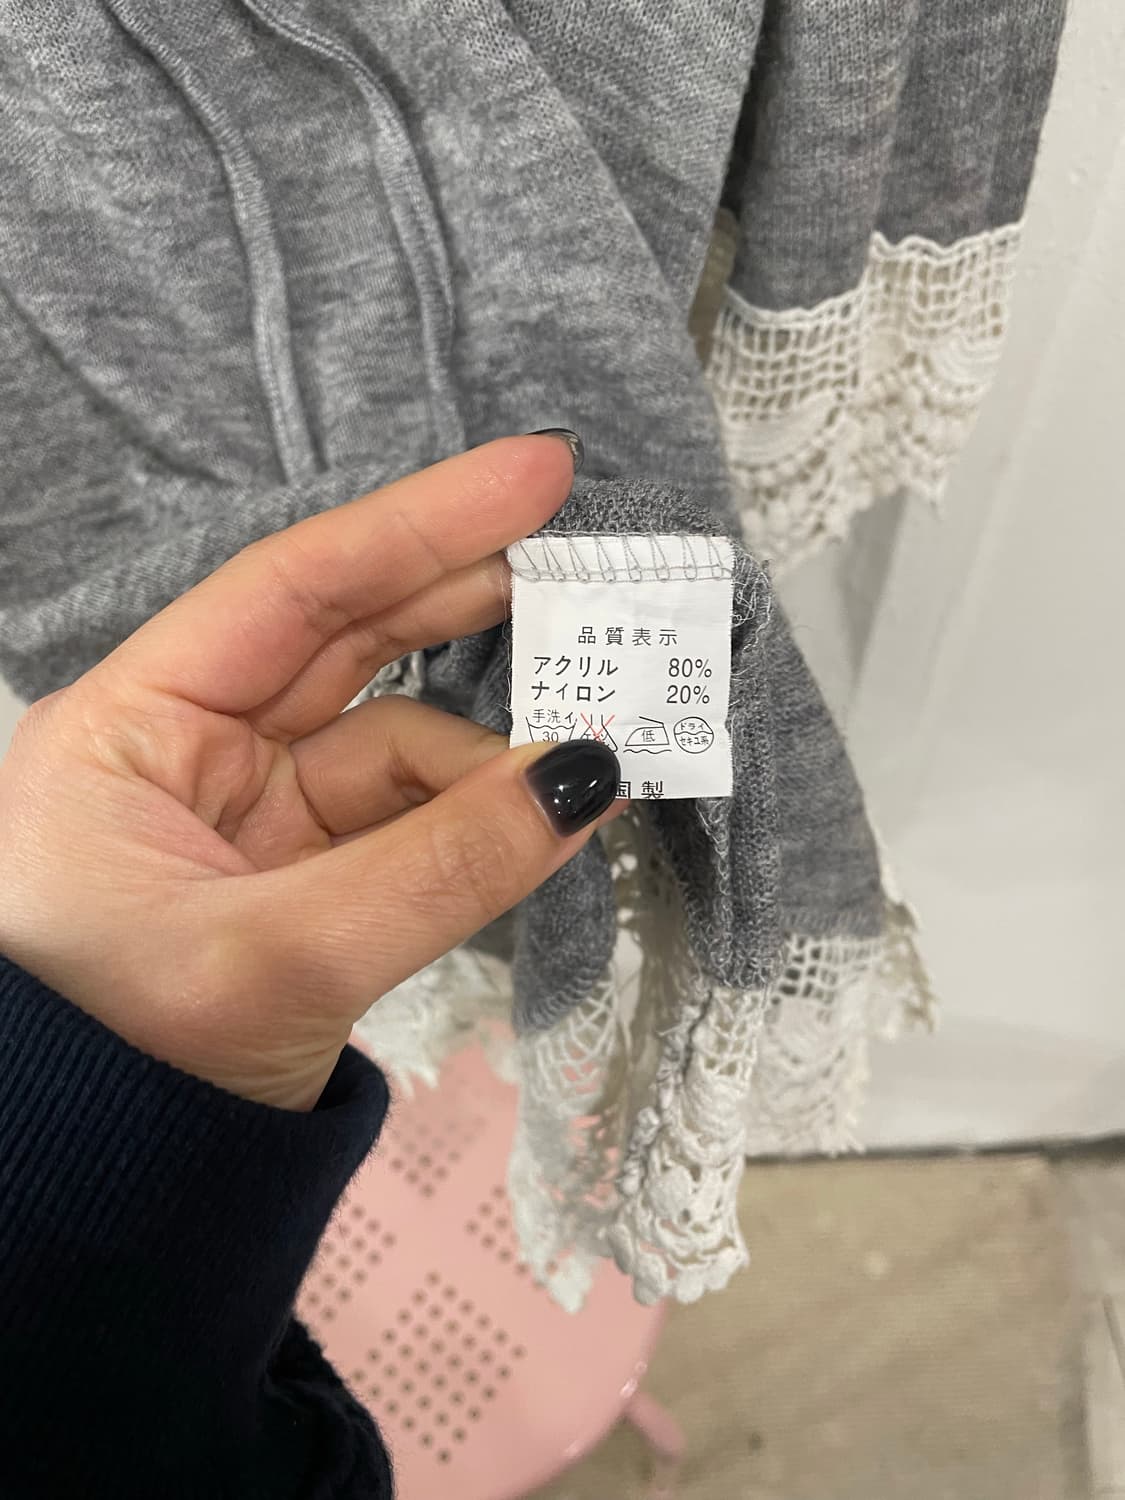 品質表示
アクリル 80%
ナイロン 20%
手洗イ 30 低 ドライ セキユ系
国製